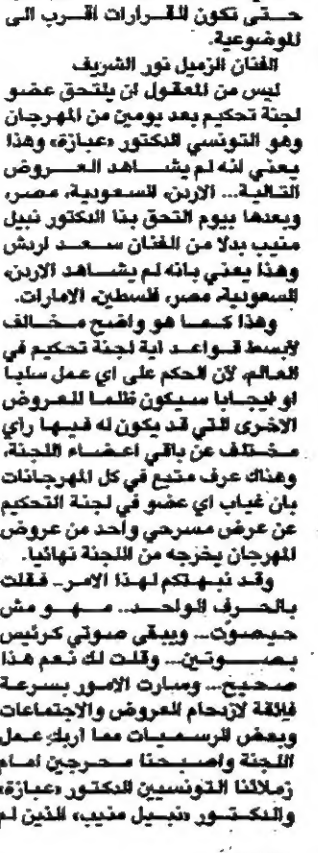 حتى تكون القرارات اقرب الى
الموضوعية.
الفنان الزميل نور الشريف
ليس من المعقول ان يلتحق عضو
لجنة تحكيم بعد يومين من المهرجان
وهو التونسي الدكتور «عبازة» وهذا
يعني انه لم يشاهد العروض
التالية... الاردن، السعودية، مصر،
وبعدها بيوم التحق بنا الدكتور نبيل
منيب بدلا من الفنان سعد اردش
وهذا يعني بانه لم يشاهد الاردن،
السعودية، مصر، فلسطين، الامارات.
وهذا كما هو واضح مخالف
لابسط قواعد اية لجنة تحكيم في
العالم، لأن الحكم على اي عمل سلبا
او ايجابا سيكون ظلما للعروض
الاخرى التي قد يكون له فيها رأي
مختلف عن باقي اعضاء اللجنة،
وهناك عرف متبع في كل المهرجانات
بان غياب اي عضو في لجنة التحكيم
عن عرض مسرحي واحد من عروض
المهرجان يخرجه من اللجنة نهائيا.
وقد نبهتكم لهذا الامر.. فقلت
بالحرف الواحد.. مهو مش
حيصوت... ويبقى صوتي كرئيس
بصوتين... وقلت لك نعم هذا
صحيح... وسارت الامور بسرعة
فائقة لازدحام العروض والاجتماعات
وبعض الرسميات مما اربك عمل
اللجنة واصبحنا محرجين امام
زملائنا التونسيين الدكتور «عبازة»
والدكتور «نبيل منيب» الذين لم